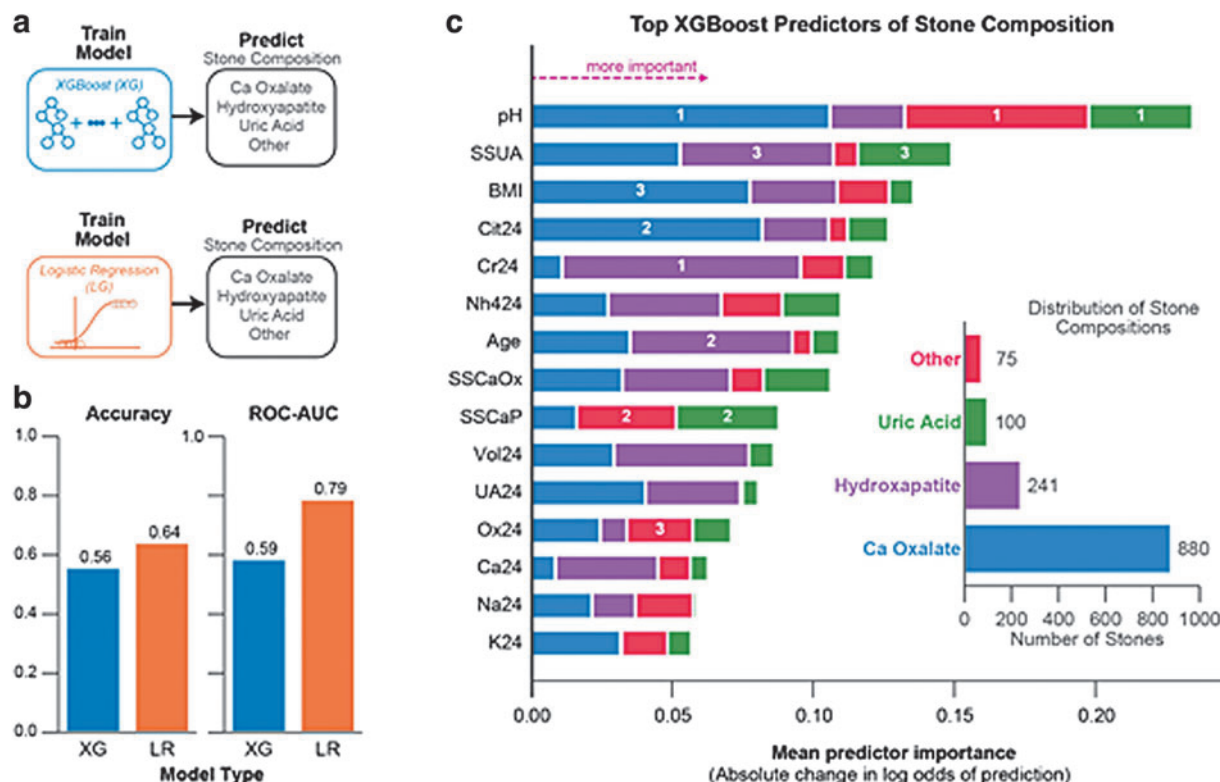 a
Train
Model
XGBoost (XG)
+ ••• +
Predict
Stone Composition
Ca Oxalate
Hydroxyapatite
Uric Acid
Other
Train
Model
Logistic Regression
(LG)
Predict
Stone Composition
Ca Oxalate
Hydroxyapatite
Uric Acid
Other
b
Accuracy
ROC-AUC
1.0
0.8
0.6
0.4
0.2
0.0
0.56
0.64
XG
LR
1.0
0.59
0.79
XG
LR
Model Type
c
Top XGBoost Predictors of Stone Composition
more important
pH 1 1 1
SSUA 3 3
BMI 3
Cit24 2
Cr24 1
Nh424
Age 2
SSCaOx
SSCaP 2 2
Vol24
UA24
Ox24 3
Ca24
Na24
K24
0.00 0.05 0.10 0.15 0.20
Mean predictor importance
(Absolute change in log odds of prediction)
Distribution of Stone
Compositions
Other 75
Uric Acid 100
Hydroxapatite 241
Ca Oxalate 880
0 200 400 600 800 1000
Number of Stones